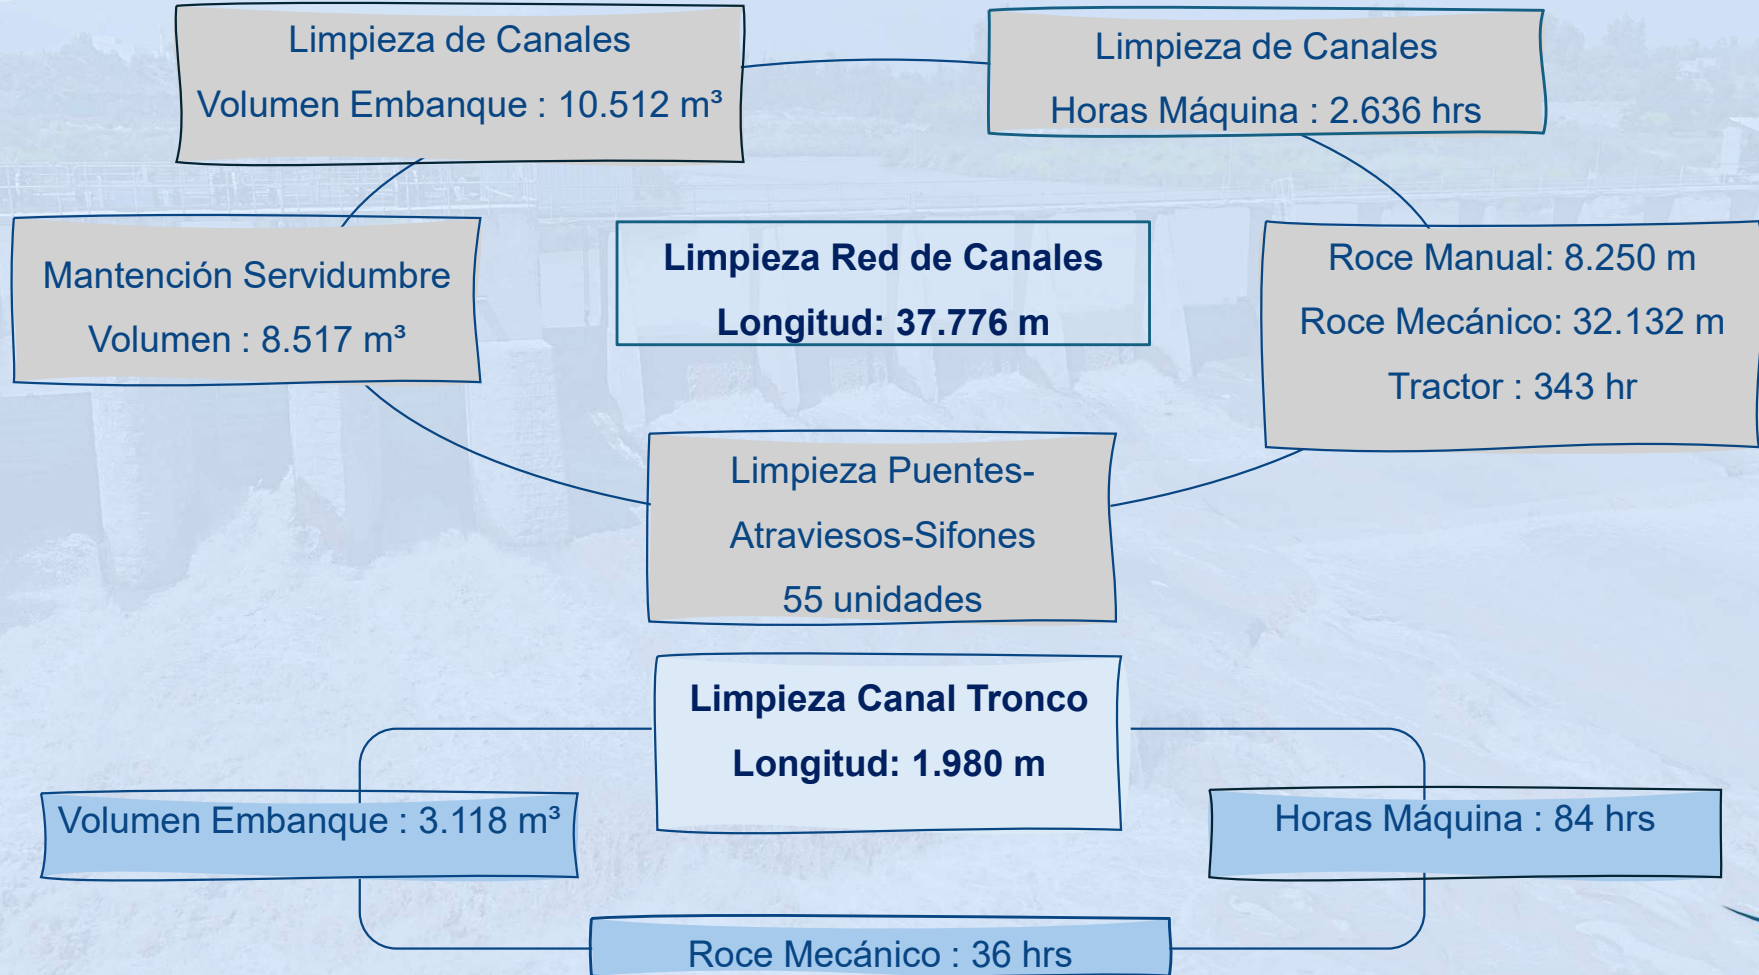 Limpieza de Canales
Volumen Embanque : 10.512 m³
Limpieza de Canales
Horas Máquina : 2.636 hrs
Mantención Servidumbre
Volumen : 8.517 m³
Limpieza Red de Canales
Longitud: 37.776 m
Roce Manual: 8.250 m
Roce Mecánico: 32.132 m
Tractor : 343 hr
Limpieza Puentes-
Atraviesos-Sifones
55 unidades
Limpieza Canal Tronco
Longitud: 1.980 m
Volumen Embanque : 3.118 m³
Horas Máquina : 84 hrs
Roce Mecánico : 36 hrs